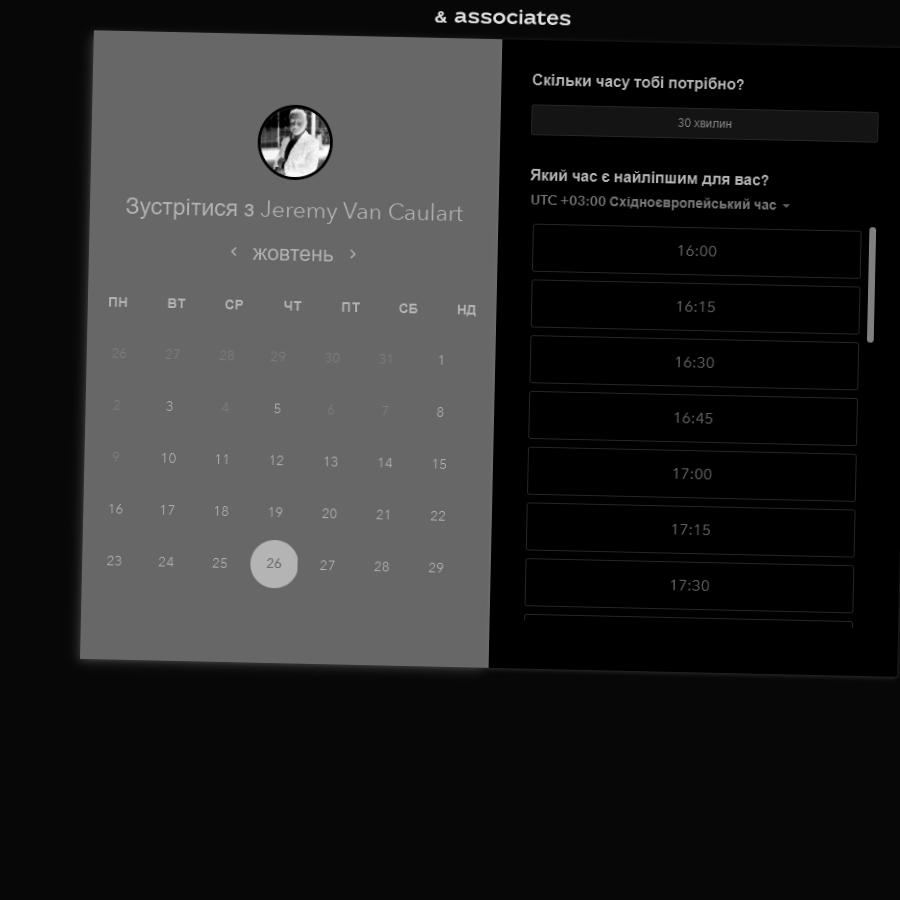 & associates
Зустрітися з Jeremy Van Caulart
жовтень
ПН ВТ СР ЧТ ПТ СБ НД
26 27 28 29 30 31 1
2 3 4 5 6 7 8
9 10 11 12 13 14 15
16 17 18 19 20 21 22
23 24 25 26 27 28 29
Скільки часу тобі потрібно?
30 хвилин
Який час є найліпшим для вас?
UTC +03:00 Східноєвропейський час
16:00
16:15
16:30
16:45
17:00
17:15
17:30